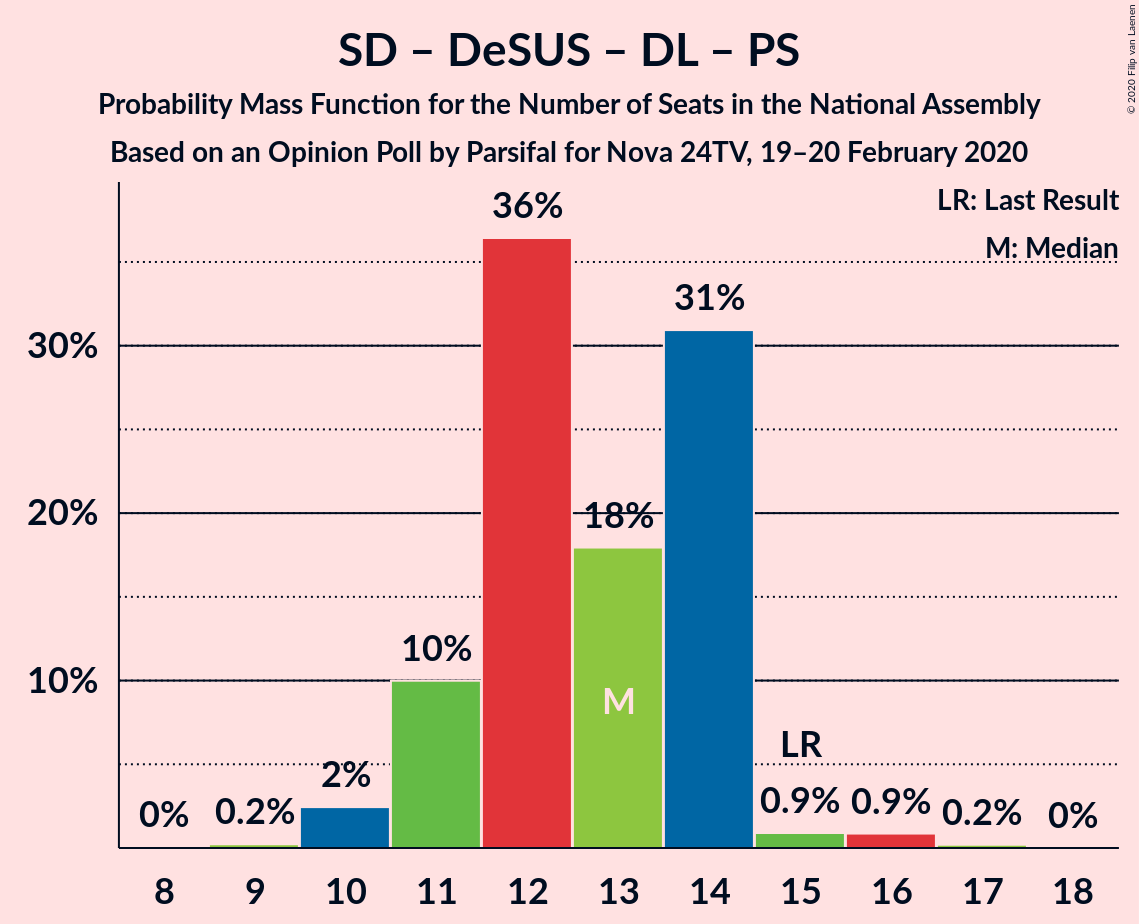 SD – DeSUS – DL – PS
Probability Mass Function for the Number of Seats in the National Assembly
Based on an Opinion Poll by Parsifal for Nova 24TV, 19–20 February 2020
© 2020 Filip van Laenen
LR: Last Result
M: Median
30%
20%
10%
0%
0.2%
2%
10%
36%
18%
M
31%
LR
0.9%
0.9%
0.2%
0%
8 9 10 11 12 13 14 15 16 17 18